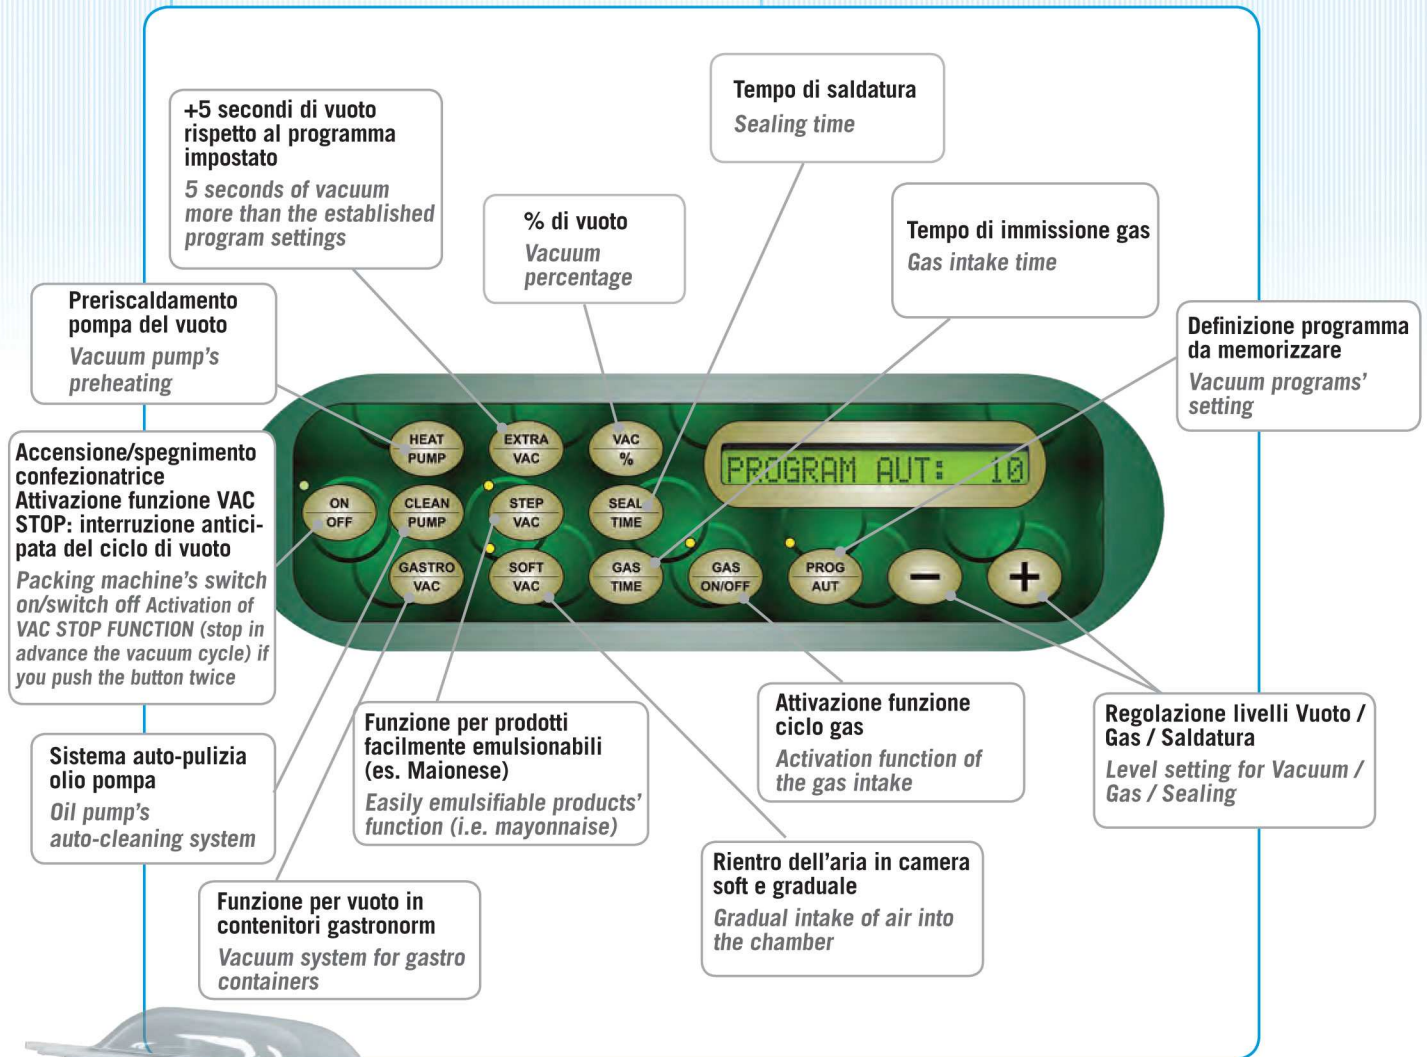 +5 secondi di vuoto
rispetto al programma
impostato
5 seconds of vacuum
more than the established
program settings
% di vuoto
Vacuum
percentage
Tempo di saldatura
Sealing time
Tempo di immissione gas
Gas intake time
Preriscaldamento
pompa del vuoto
Vacuum pump's
preheating
Definizione programma
da memorizzare
Vacuum programs'
setting
Accensione/spegnimento
confezionatrice
Attivazione funzione VAC
STOP: interruzione antici-
pata del ciclo di vuoto
Packing machine's switch
on/switch off Activation of
VAC STOP FUNCTION (stop in
advance the vacuum cycle) if
you push the button twice
HEAT
PUMP
EXTRA
VAC
VAC
%
PROGRAM AUT: 10
ON
OFF
CLEAN
PUMP
STEP
VAC
SEAL
TIME
GASTRO
VAC
SOFT
VAC
GAS
TIME
GAS
ON/OFF
PROG
AUT
−
+
Sistema auto-pulizia
olio pompa
Oil pump's
auto-cleaning system
Funzione per prodotti
facilmente emulsionabili
(es. Maionese)
Easily emulsifiable products'
function (i.e. mayonnaise)
Attivazione funzione
ciclo gas
Activation function of
the gas intake
Regolazione livelli Vuoto /
Gas / Saldatura
Level setting for Vacuum /
Gas / Sealing
Funzione per vuoto in
contenitori gastronorm
Vacuum system for gastro
containers
Rientro dell'aria in camera
soft e graduale
Gradual intake of air into
the chamber